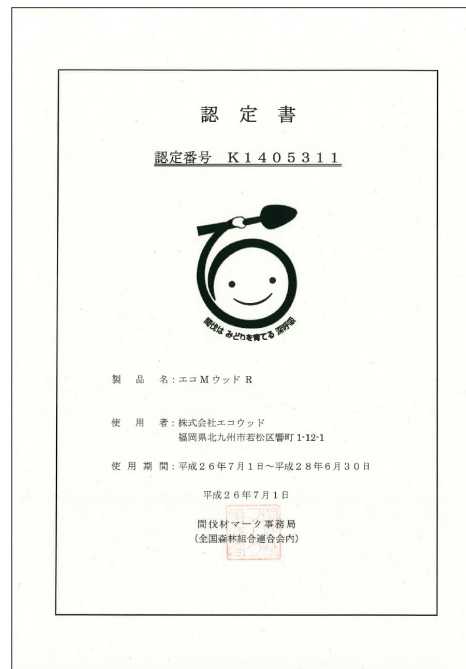 認定書
認定番号 K1405311
間伐は みどりを育てる 深呼吸
製品名：エコMウッドR
使用者：株式会社エコウッド
福岡県北九州市若松区響町1-12-1
使用期間：平成26年7月1日～平成28年6月30日
平成26年7月1日
間伐材マーク事務局
(全国森林組合連合会内)